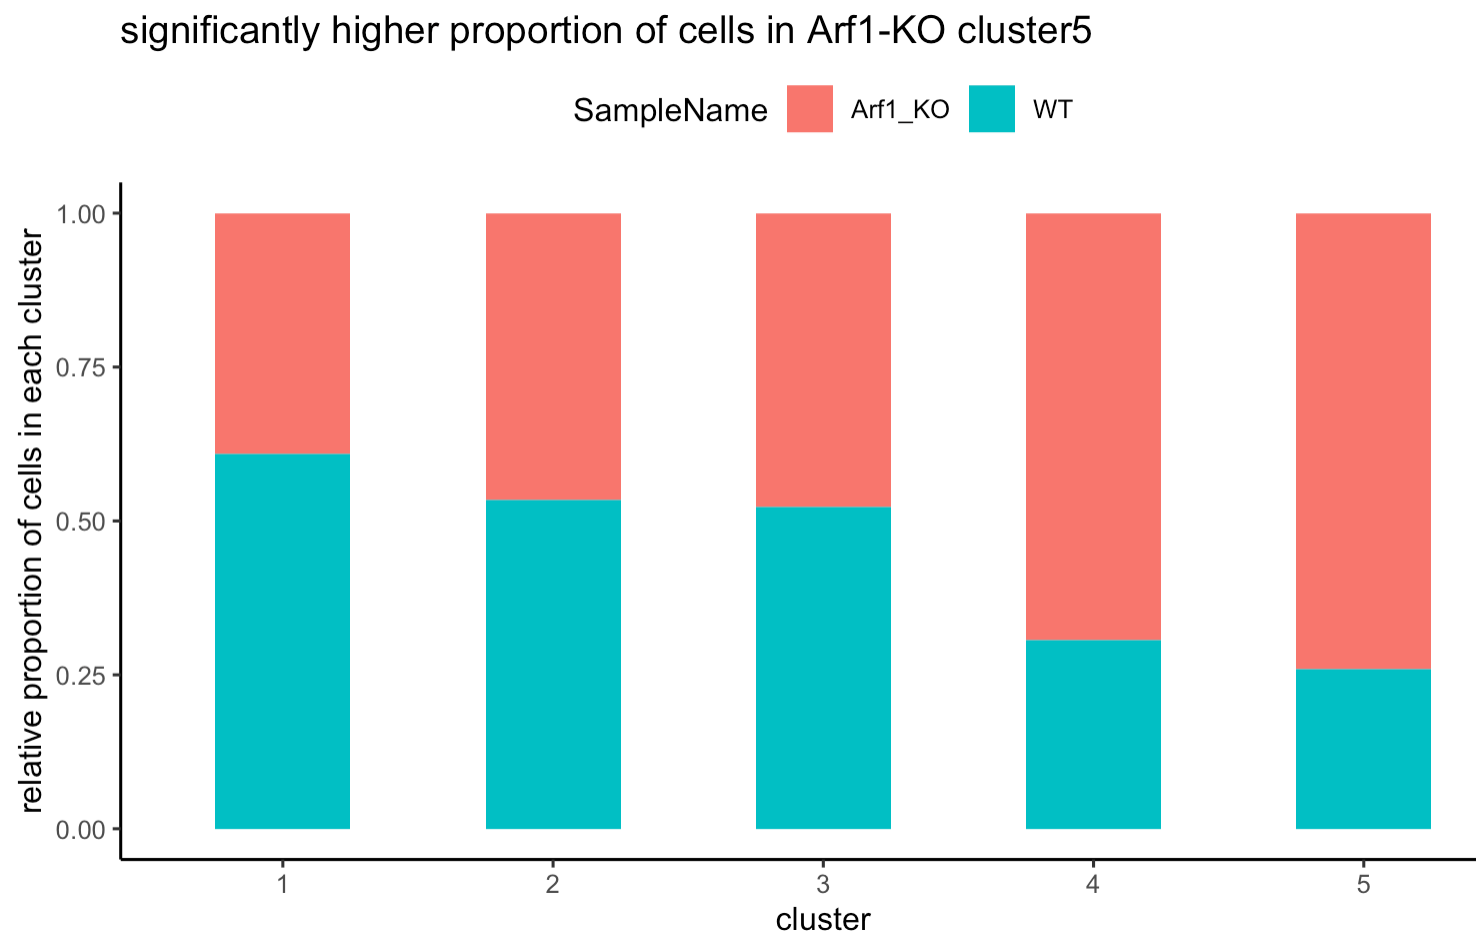 significantly higher proportion of cells in Arf1-KO cluster5
SampleName Arf1_KO WT
relative proportion of cells in each cluster
1.00
0.75
0.50
0.25
0.00
1 2 3 4 5
cluster